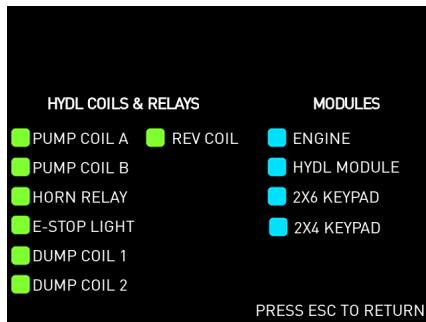 HYDL COILS & RELAYS
PUMP COIL A
REV COIL
PUMP COIL B
HORN RELAY
E-STOP LIGHT
DUMP COIL 1
DUMP COIL 2
MODULES
ENGINE
HYDL MODULE
2X6 KEYPAD
2X4 KEYPAD
PRESS ESC TO RETURN